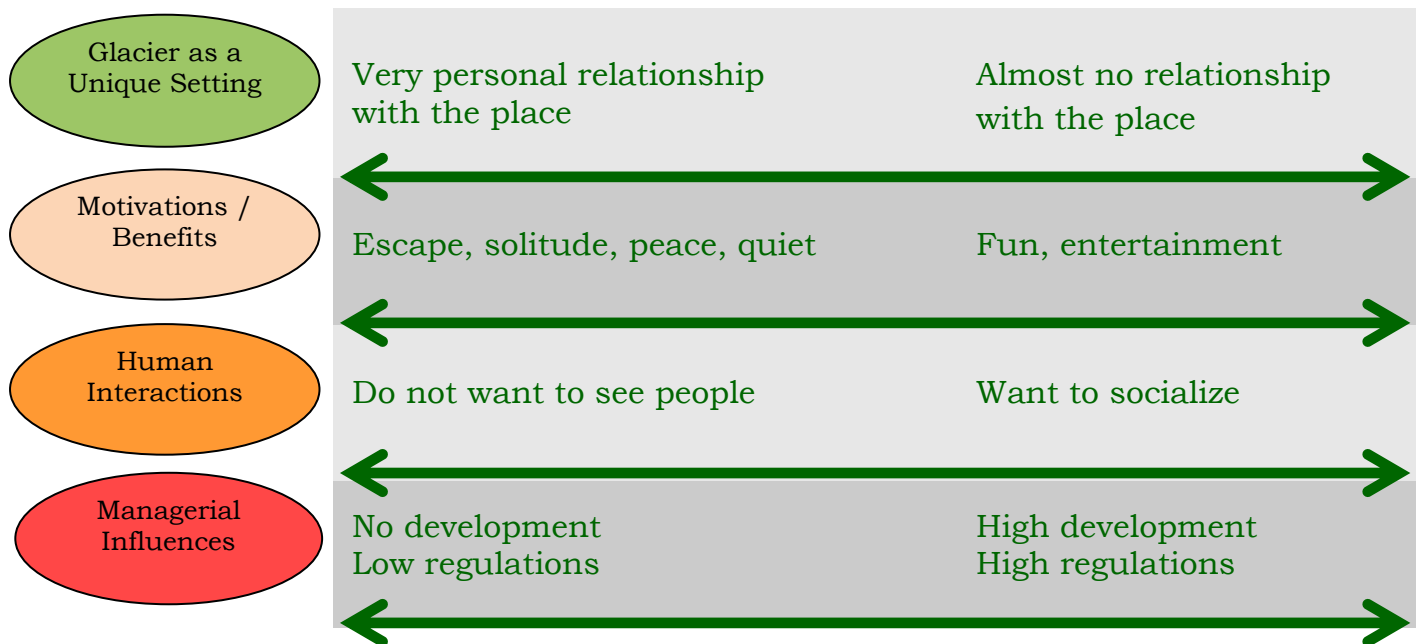 Glacier as a
Unique Setting
Very personal relationship
with the place
Almost no relationship
with the place
Motivations /
Benefits
Escape, solitude, peace, quiet
Fun, entertainment
Human
Interactions
Do not want to see people
Want to socialize
Managerial
Influences
No development
Low regulations
High development
High regulations